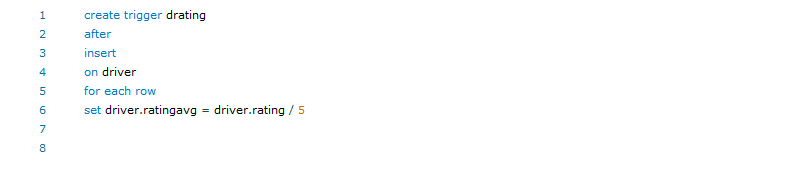 1 create trigger drating
2 after
3 insert
4 on driver
5 for each row
6 set driver.ratingavg = driver.rating / 5
7
8